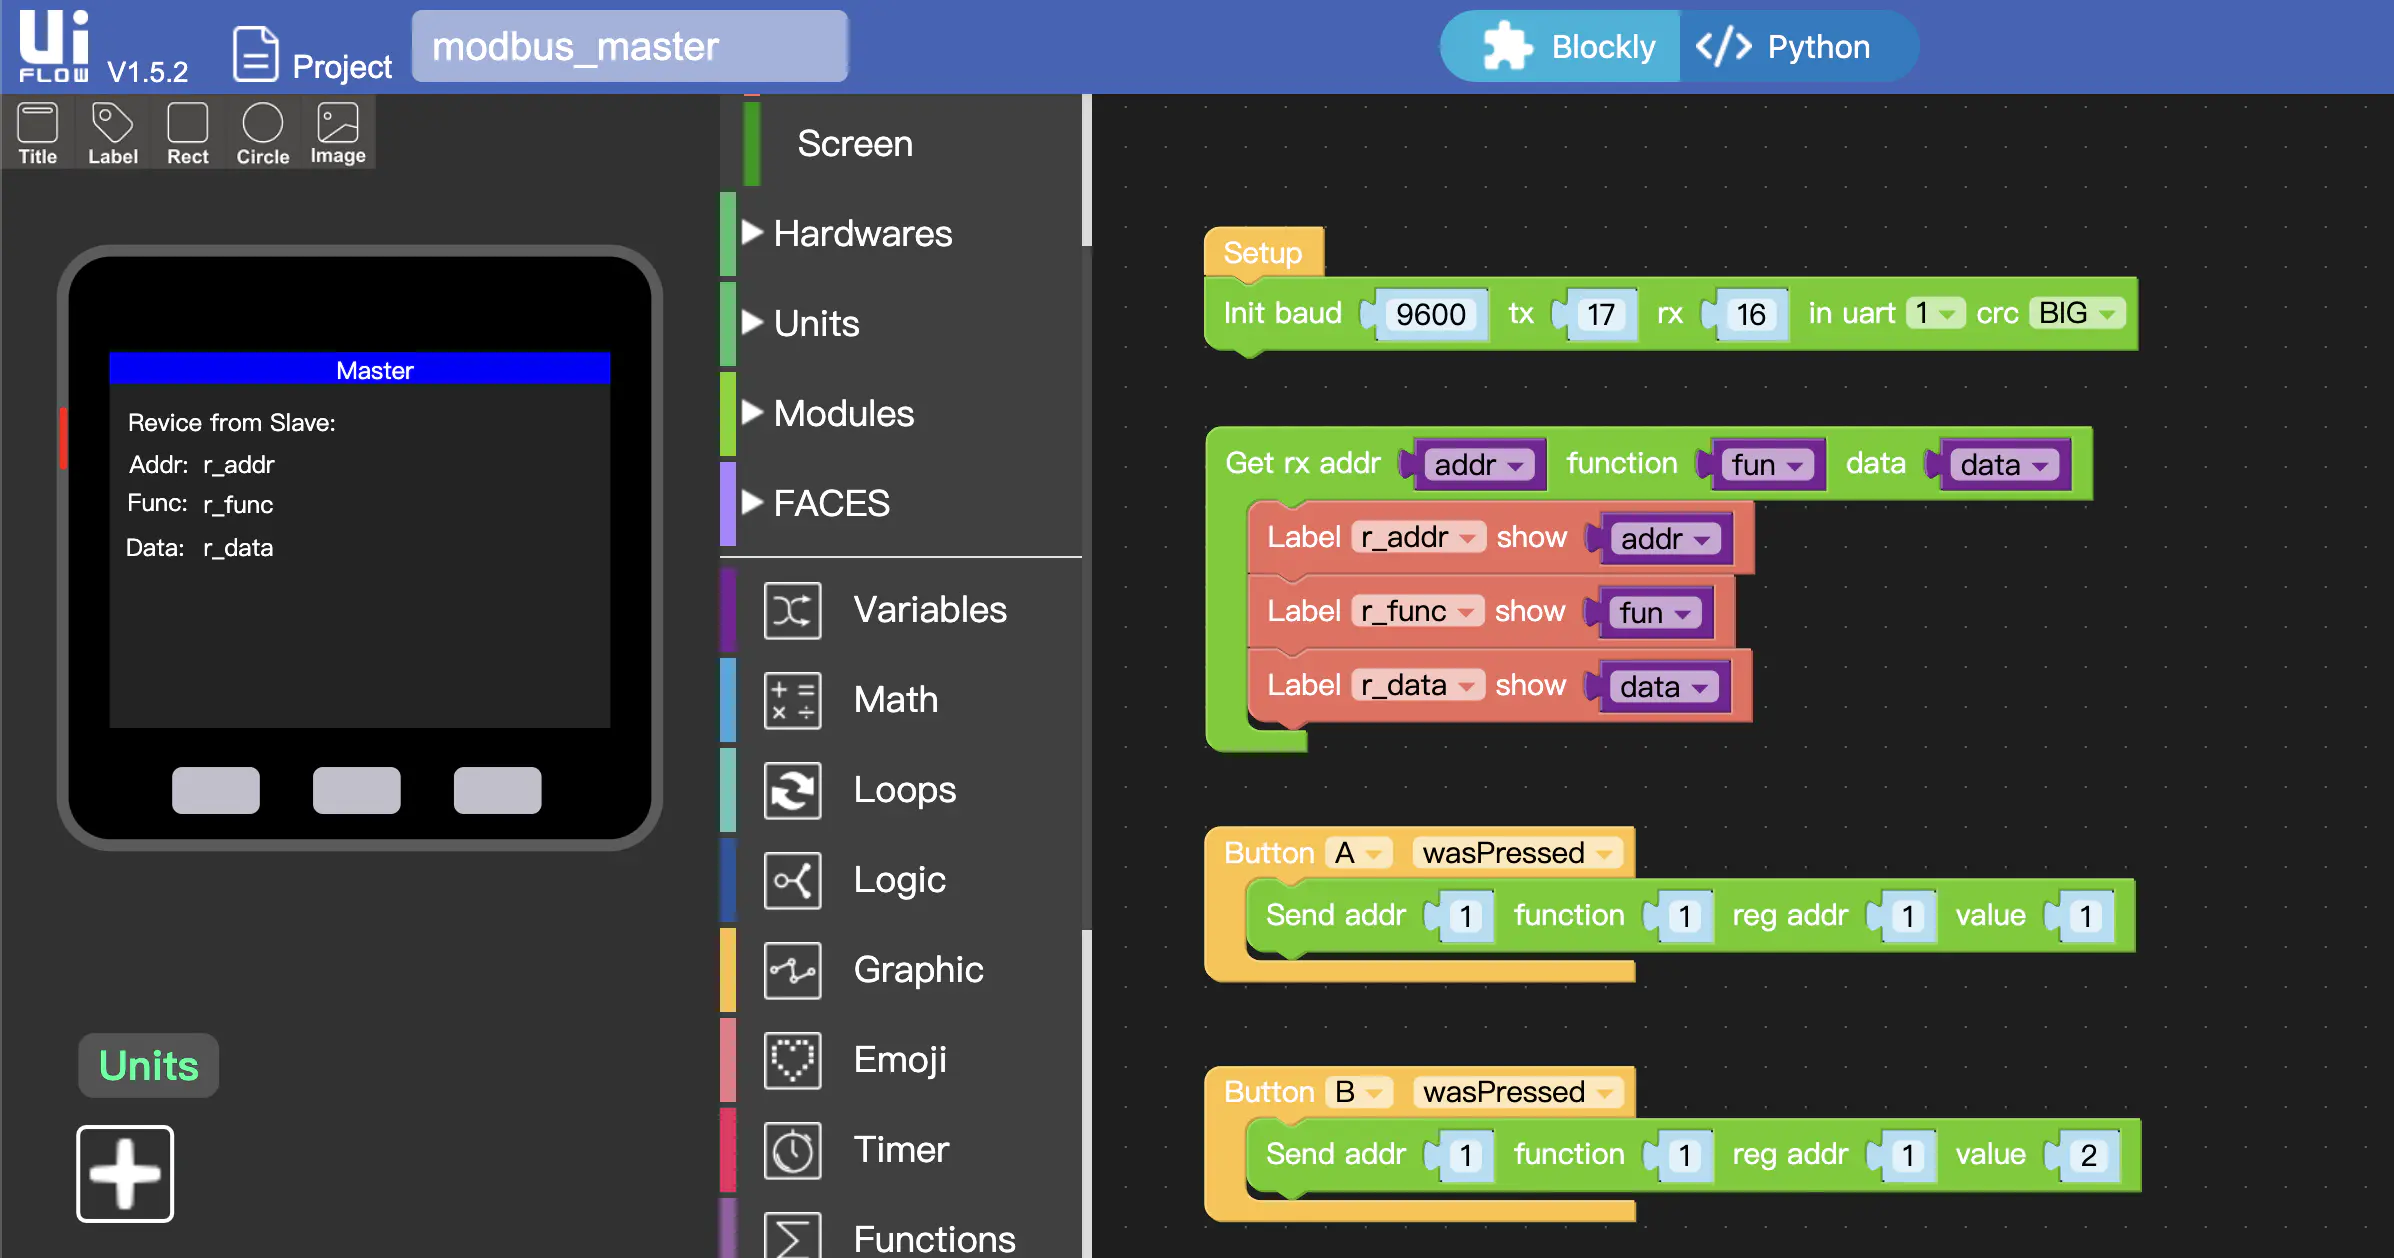 Ui
FLOW V1.5.2 Project modbus_master Blockly </> Python
Title Label Rect Circle Image
Master
Revice from Slave:
Addr: r_addr
Func: r_func
Data: r_data
Units
Screen
Hardwares
Units
Modules
FACES
Variables
Math
Loops
Logic
Graphic
Emoji
Timer
Functions
Setup
Init baud 9600 tx 17 rx 16 in uart 1 crc BIG
Get rx addr addr function fun data data
Label r_addr show addr
Label r_func show fun
Label r_data show data
Button A wasPressed
Send addr 1 function 1 reg addr 1 value 1
Button B wasPressed
Send addr 1 function 1 reg addr 1 value 2